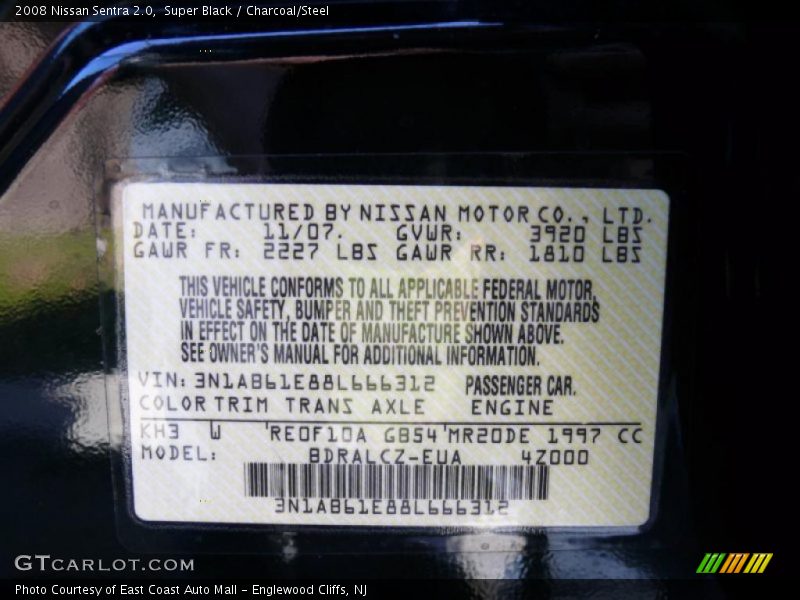 2008 Nissan Sentra 2.0, Super Black / Charcoal/Steel
MANUFACTURED BY NISSAN MOTOR CO., LTD.
DATE: 11/07. GVWR: 3920 LBS
GAWR FR: 2227 LBS GAWR RR: 1810 LBS
THIS VEHICLE CONFORMS TO ALL APPLICABLE FEDERAL MOTOR,
VEHICLE SAFETY, BUMPER AND THEFT PREVENTION STANDARDS
IN EFFECT ON THE DATE OF MANUFACTURE SHOWN ABOVE.
SEE OWNER'S MANUAL FOR ADDITIONAL INFORMATION.
VIN: 3N1AB61E88L666312 PASSENGER CAR.
COLOR TRIM TRANS AXLE ENGINE
KH3 W RE0F10A GB54 MR20DE 1997 CC
MODEL: BDRALCZ-EUA 4Z000
3N1AB61E88L666312
GTCARLOT.COM
Photo Courtesy of East Coast Auto Mall - Englewood Cliffs, NJ